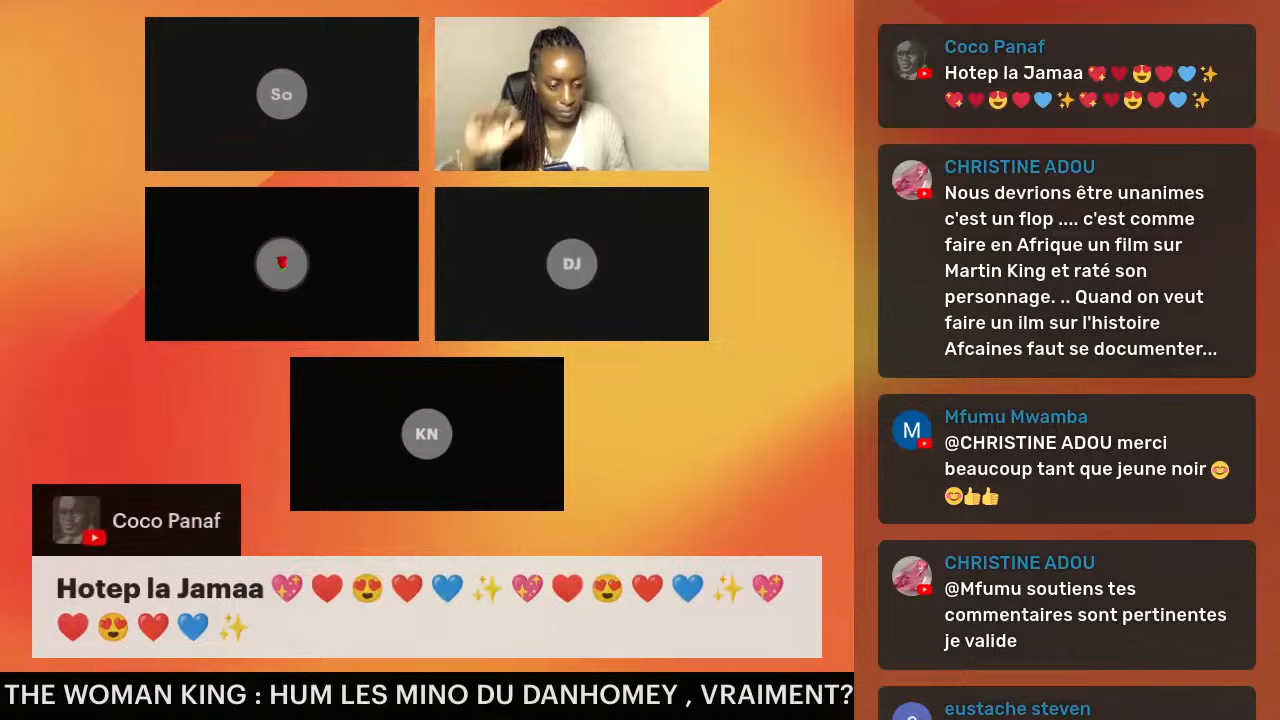 So
DJ
KN
Coco Panaf
Hotep la Jamaa 💖 ♥️ 😍 ❤️ 💙 ✨ 💖 ♥️ 😍 ❤️ 💙 ✨ 💖
♥️ 😍 ❤️ 💙 ✨
THE WOMAN KING : HUM LES MINO DU DANHOMEY , VRAIMENT?
Coco Panaf
Hotep la Jamaa 💖♥️😍❤️💙✨
💖♥️😍❤️💙✨💖♥️😍❤️💙✨
CHRISTINE ADOU
Nous devrions être unanimes
c'est un flop .... c'est comme
faire en Afrique un film sur
Martin King et raté son
personnage. .. Quand on veut
faire un ilm sur l'histoire
Afcaines faut se documenter...
M
Mfumu Mwamba
@CHRISTINE ADOU merci
beaucoup tant que jeune noir 😊
😊👍👍
CHRISTINE ADOU
@Mfumu soutiens tes
commentaires sont pertinentes
je valide
eustache steven